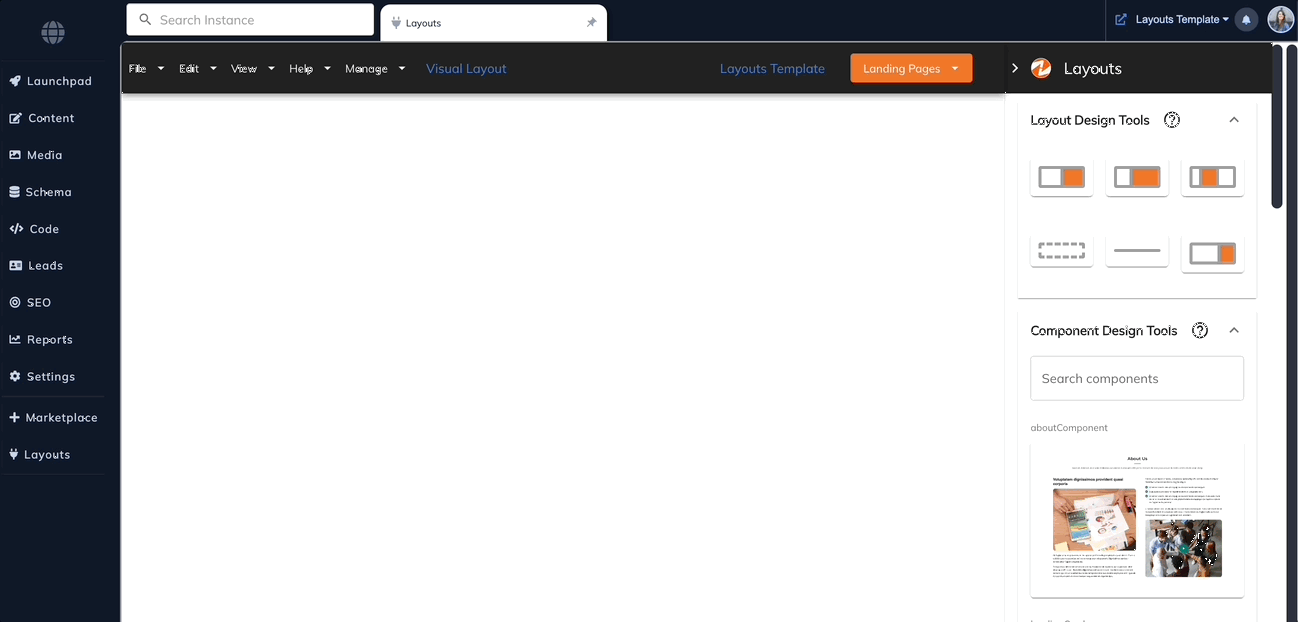 Search Instance
Layouts
Layouts Template
Launchpad
Content
Media
Schema
Code
Leads
SEO
Reports
Settings
Marketplace
Layouts
File
Edit
View
Help
Manage
Visual Layout
Layouts Template
Landing Pages
Layouts
Layout Design Tools
Component Design Tools
Search components
aboutComponent
About Us
Voluptatem dignissimos provident quasi
corporis